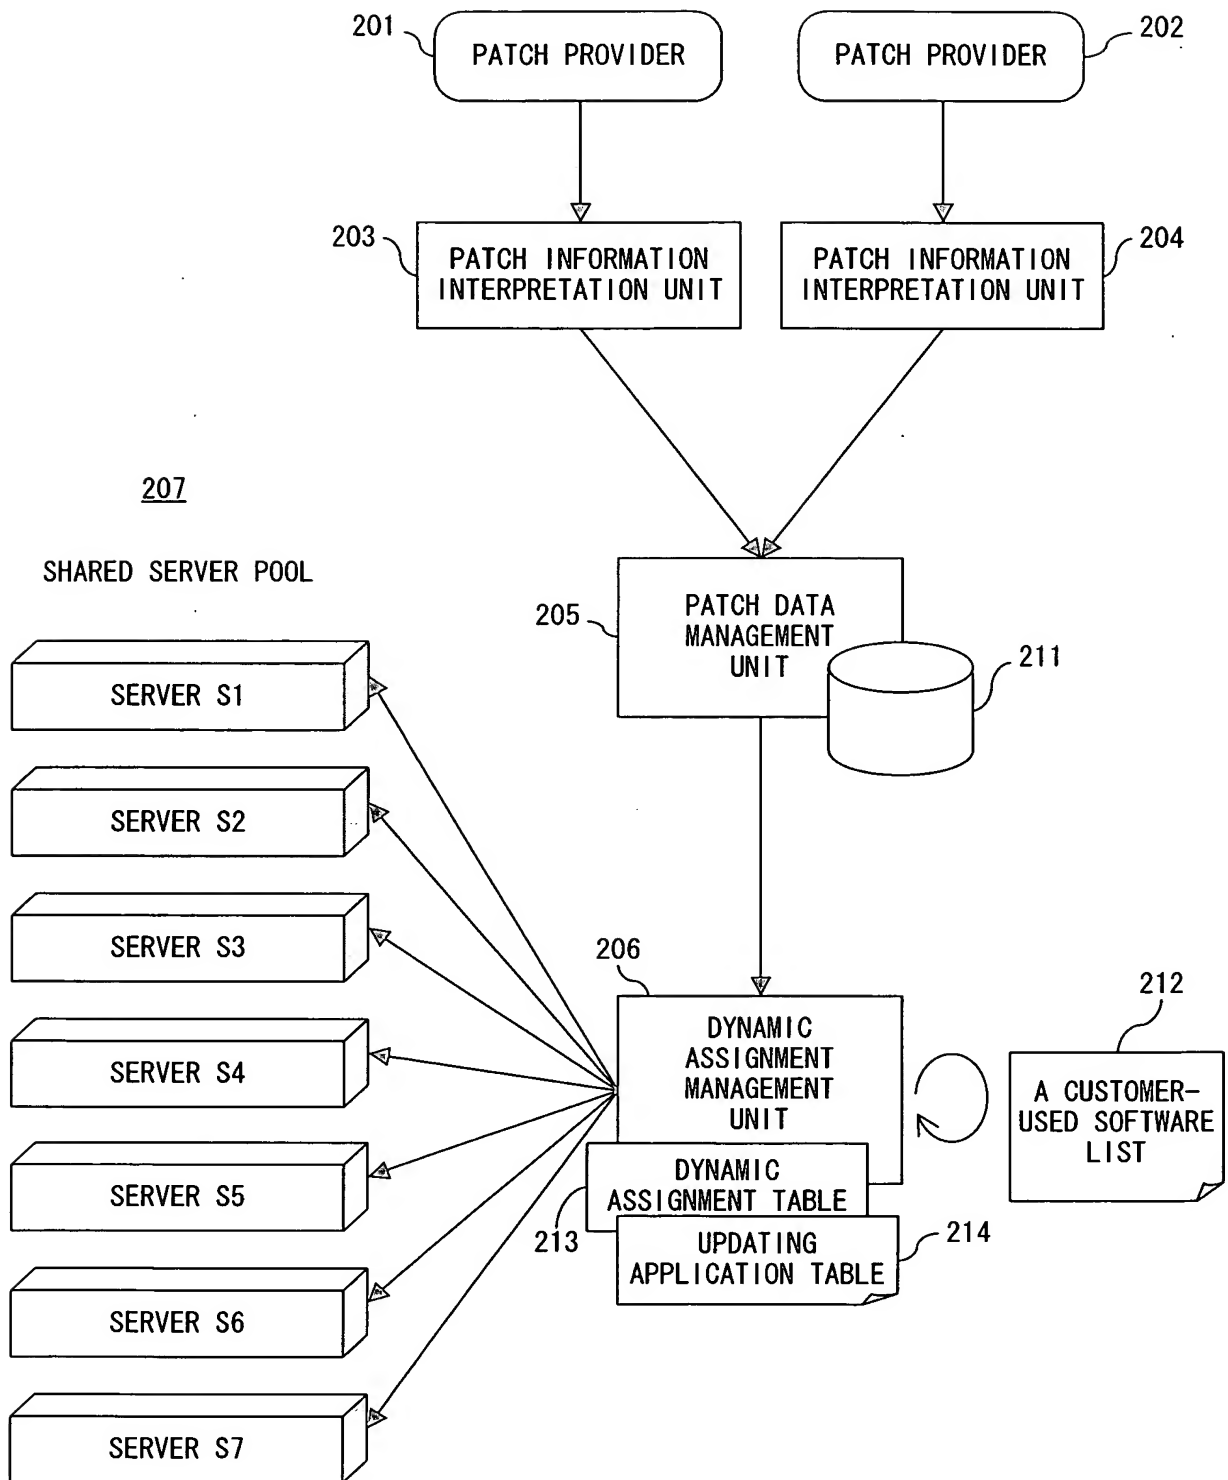 201
PATCH PROVIDER
202
PATCH PROVIDER
203
PATCH INFORMATION
INTERPRETATION UNIT
204
PATCH INFORMATION
INTERPRETATION UNIT
207
SHARED SERVER POOL
205
PATCH DATA
MANAGEMENT
UNIT
211
SERVER S1
SERVER S2
SERVER S3
SERVER S4
SERVER S5
SERVER S6
SERVER S7
206
DYNAMIC
ASSIGNMENT
MANAGEMENT
UNIT
212
A CUSTOMER-
USED SOFTWARE
LIST
DYNAMIC
ASSIGNMENT TABLE
213
UPDATING
APPLICATION TABLE
214